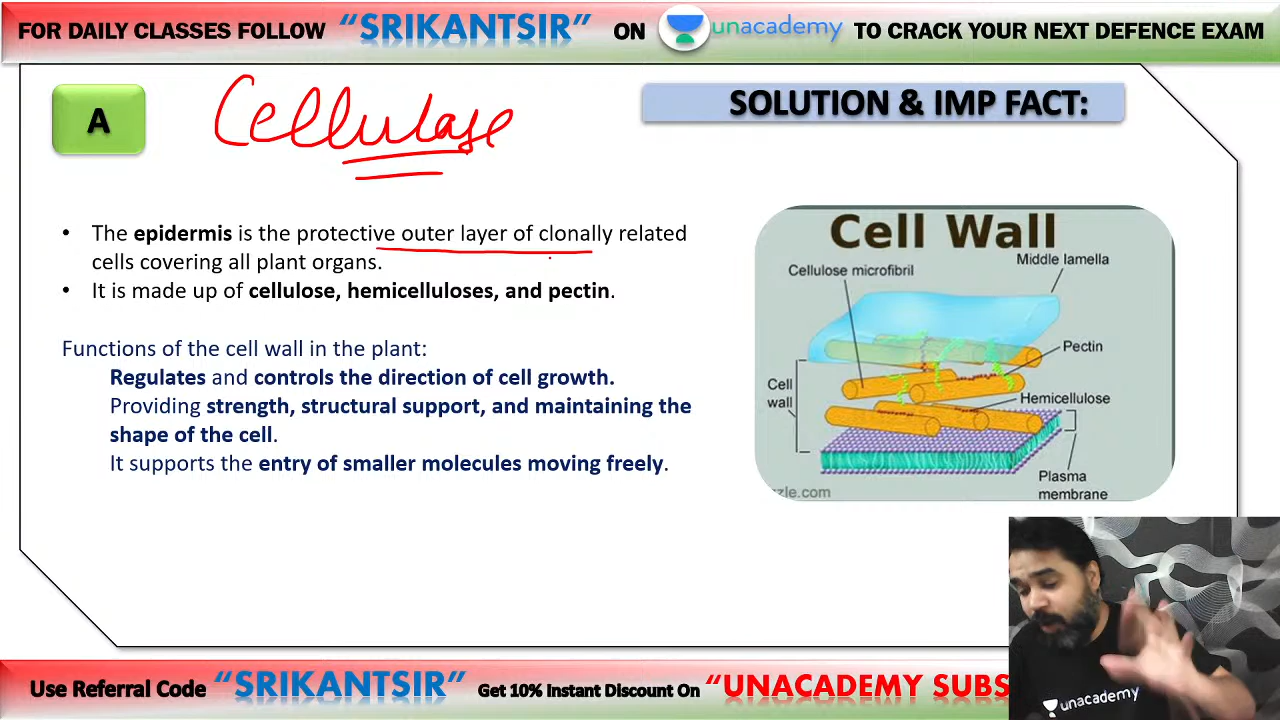 FOR DAILY CLASSES FOLLOW "SRIKANTSIR" ON unacademy TO CRACK YOUR NEXT DEFENCE EXAM
A
Cellulase
SOLUTION & IMP FACT:
• The epidermis is the protective outer layer of clonally related
cells covering all plant organs.
• It is made up of cellulose, hemicelluloses, and pectin.
Functions of the cell wall in the plant:
Regulates and controls the direction of cell growth.
Providing strength, structural support, and maintaining the
shape of the cell.
It supports the entry of smaller molecules moving freely.
Cell Wall
Cellulose microfibril
Middle lamella
Pectin
Cell
wall
Hemicellulose
Plasma
membrane
zzle.com
unacademy
Use Referral Code "SRIKANTSIR" Get 10% Instant Discount On "UNACADEMY SUBS